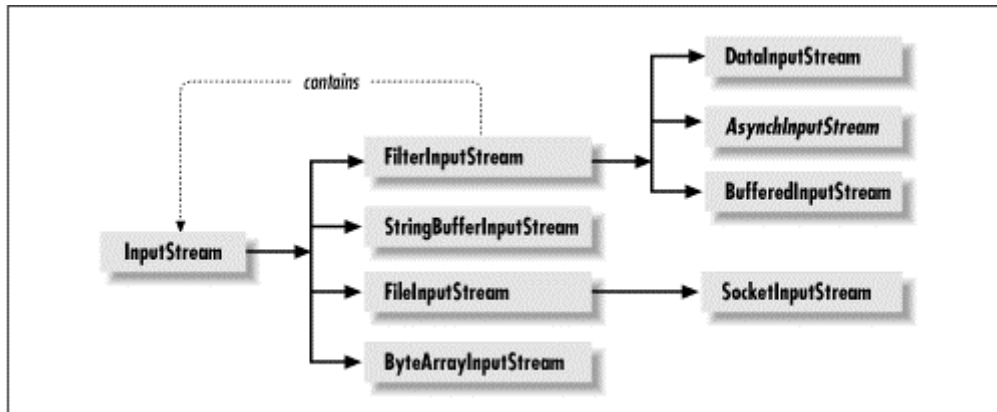 contains
InputStream
FilterInputStream
StringBufferInputStream
FileInputStream
ByteArrayInputStream
DataInputStream
AsynchInputStream
BufferedInputStream
SocketInputStream